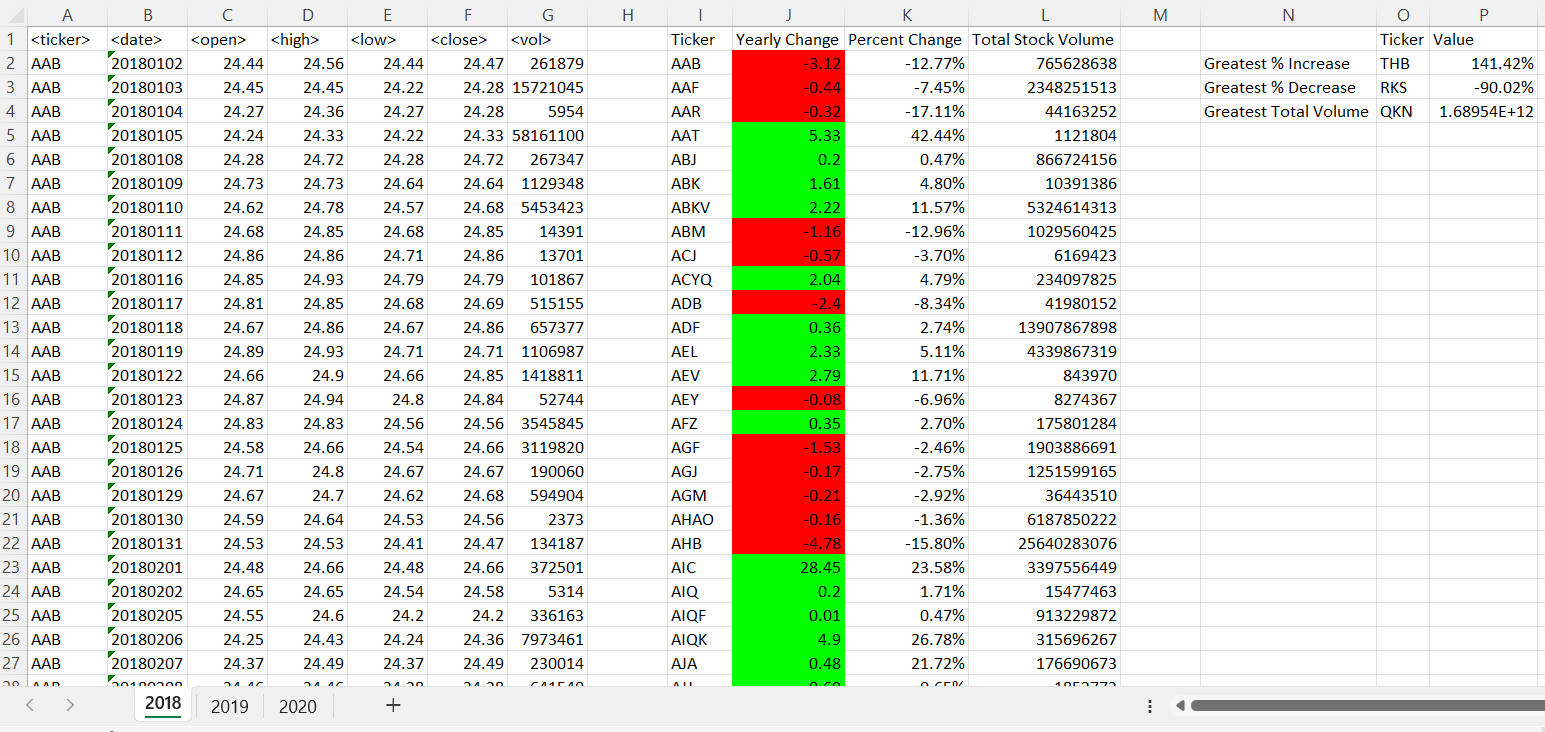 A B C D E F G H I J K L M N O P
1 <ticker> <date> <open> <high> <low> <close> <vol> Ticker Yearly Change Percent Change Total Stock Volume Ticker Value
2 AAB 20180102 24.44 24.56 24.44 24.47 261879 AAB -3.12 -12.77% 765628638 Greatest % Increase THB 141.42%
3 AAB 20180103 24.45 24.45 24.22 24.28 15721045 AAF -0.44 -7.45% 2348251513 Greatest % Decrease RKS -90.02%
4 AAB 20180104 24.27 24.36 24.27 24.28 5954 AAR -0.32 -17.11% 44163252 Greatest Total Volume QKN 1.68954E+12
5 AAB 20180105 24.24 24.33 24.22 24.33 58161100 AAT 5.33 42.44% 1121804
6 AAB 20180108 24.28 24.72 24.28 24.72 267347 ABJ 0.2 0.47% 866724156
7 AAB 20180109 24.73 24.73 24.64 24.64 1129348 ABK 1.61 4.80% 10391386
8 AAB 20180110 24.62 24.78 24.57 24.68 5453423 ABKV 2.22 11.57% 5324614313
9 AAB 20180111 24.68 24.85 24.68 24.85 14391 ABM -1.16 -12.96% 1029560425
10 AAB 20180112 24.86 24.86 24.71 24.86 13701 ACJ -0.57 -3.70% 6169423
11 AAB 20180116 24.85 24.93 24.79 24.79 101867 ACYQ 2.04 4.79% 234097825
12 AAB 20180117 24.81 24.85 24.68 24.69 515155 ADB -2.4 -8.34% 41980152
13 AAB 20180118 24.67 24.86 24.67 24.86 657377 ADF 0.36 2.74% 13907867898
14 AAB 20180119 24.89 24.93 24.71 24.71 1106987 AEL 2.33 5.11% 4339867319
15 AAB 20180122 24.66 24.9 24.66 24.85 1418811 AEV 2.79 11.71% 843970
16 AAB 20180123 24.87 24.94 24.8 24.84 52744 AEY -0.08 -6.96% 8274367
17 AAB 20180124 24.83 24.83 24.56 24.56 3545845 AFZ 0.35 2.70% 175801284
18 AAB 20180125 24.58 24.66 24.54 24.66 3119820 AGF -1.53 -2.46% 1903886691
19 AAB 20180126 24.71 24.8 24.67 24.67 190060 AGJ -0.17 -2.75% 1251599165
20 AAB 20180129 24.67 24.7 24.62 24.68 594904 AGM -0.21 -2.92% 36443510
21 AAB 20180130 24.59 24.64 24.53 24.56 2373 AHAO -0.16 -1.36% 6187850222
22 AAB 20180131 24.53 24.53 24.41 24.47 134187 AHB -4.78 -15.80% 25640283076
23 AAB 20180201 24.48 24.66 24.48 24.66 372501 AIC 28.45 23.58% 3397556449
24 AAB 20180202 24.65 24.65 24.54 24.58 5314 AIQ 0.2 1.71% 15477463
25 AAB 20180205 24.55 24.6 24.2 24.2 336163 AIQF 0.01 0.47% 913229872
26 AAB 20180206 24.25 24.43 24.24 24.36 7973461 AIQK 4.9 26.78% 315696267
27 AAB 20180207 24.37 24.49 24.37 24.49 230014 AJA 0.48 21.72% 176690673
2018 2019 2020